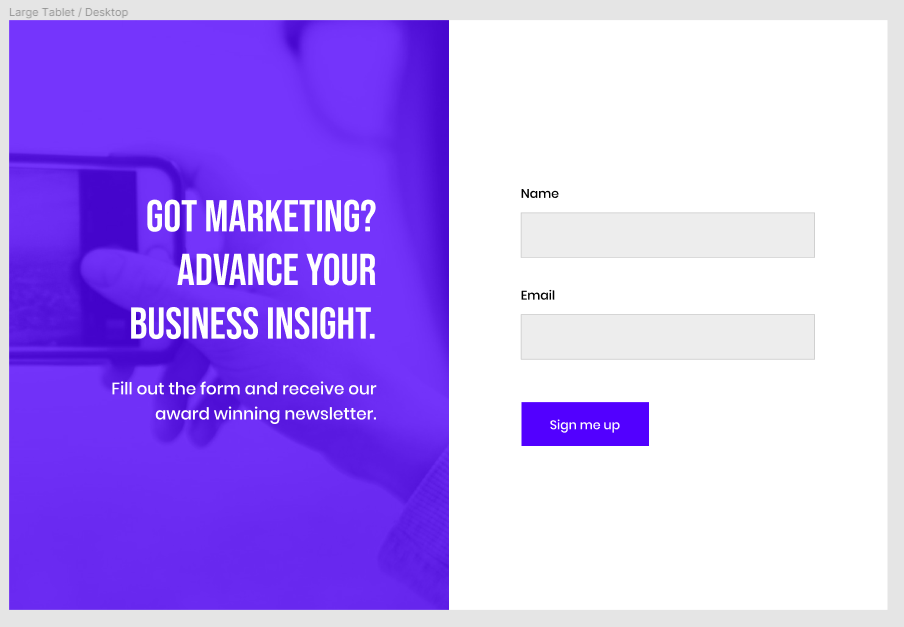 Large Tablet / Desktop
GOT MARKETING?
ADVANCE YOUR
BUSINESS INSIGHT.
Fill out the form and receive our
award winning newsletter.
Name
Email
Sign me up